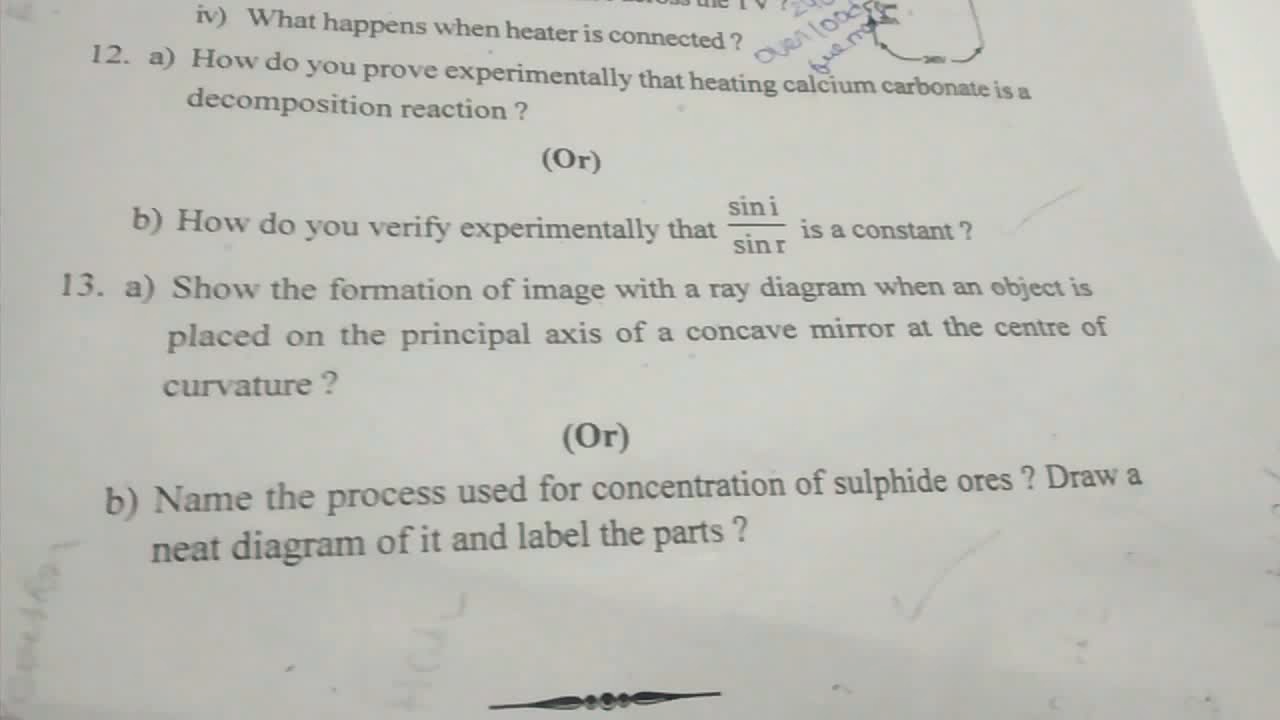 the TV ?
iv) What happens when heater is connected ?
overload
12. a) How do you prove experimentally that heating calcium carbonate is a
decomposition reaction ?
(Or)
b) How do you verify experimentally that sin i / sin r is a constant ?
13. a) Show the formation of image with a ray diagram when an object is
placed on the principal axis of a concave mirror at the centre of
curvature ?
(Or)
b) Name the process used for concentration of sulphide ores ? Draw a
neat diagram of it and label the parts ?